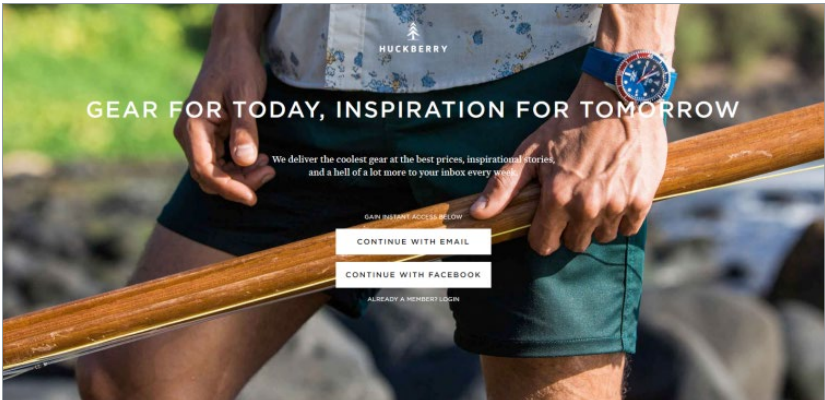 HUCKBERRY
GEAR FOR TODAY, INSPIRATION FOR TOMORROW
We deliver the coolest gear at the best prices, inspirational stories,
and a hell of a lot more to your inbox every week.
GAIN INSTANT ACCESS BELOW
CONTINUE WITH EMAIL
CONTINUE WITH FACEBOOK
ALREADY A MEMBER? LOGIN